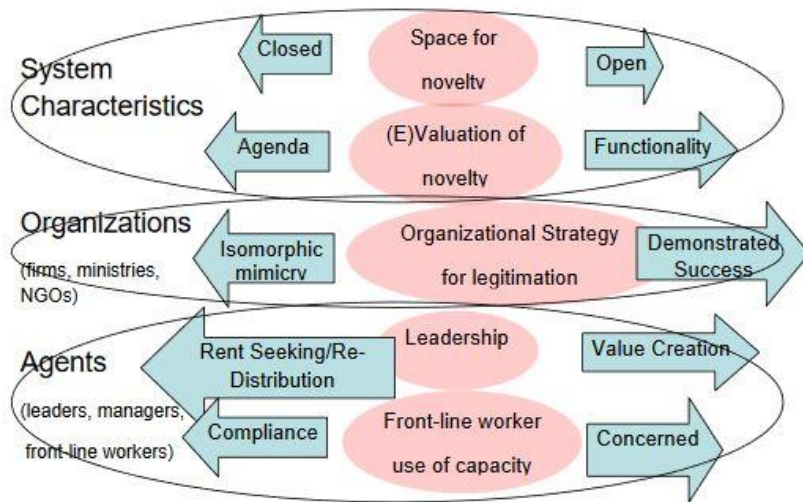 System
Characteristics
Closed
Space for
novelty
Open
Agenda
(E)Valuation of
novelty
Functionality
Organizations
(firms, ministries,
NGOs)
Isomorphic
mimicry
Organizational Strategy
for legitimation
Demonstrated
Success
Agents
(leaders, managers,
front-line workers)
Rent Seeking/Re-
Distribution
Leadership
Value Creation
Compliance
Front-line worker
use of capacity
Concerned